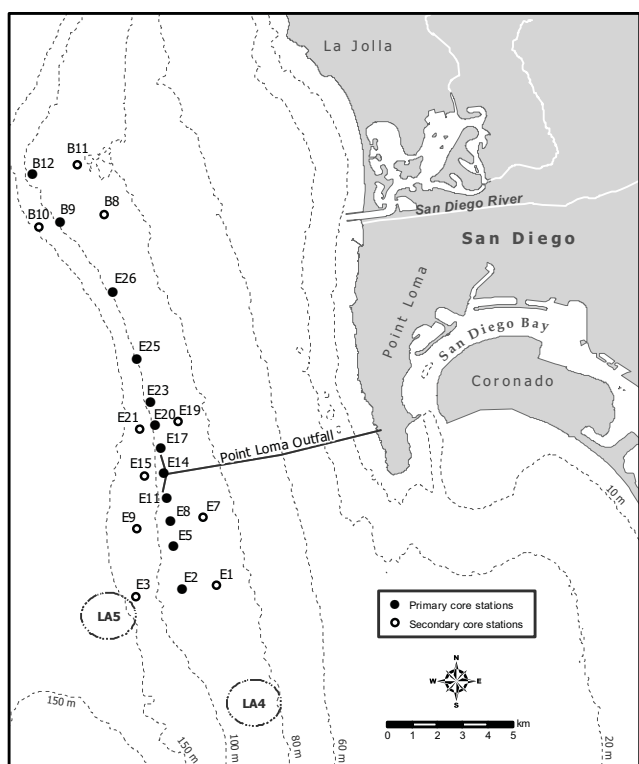 La Jolla
B11
B12
B8
San Diego River
B10
B9
San Diego
E26
Point Loma
San Diego Bay
E25
Coronado
E23
E19
E21
E20
E17
Point Loma Outfall
E15
E14
10 m
E11
E7
E9
E8
E5
E3
E2
E1
Primary core stations
LA5
Secondary core stations
N
W E
S
LA4
150 m
km
0 1 2 3 4 5
150 m
100 m
80 m
60 m
20 m